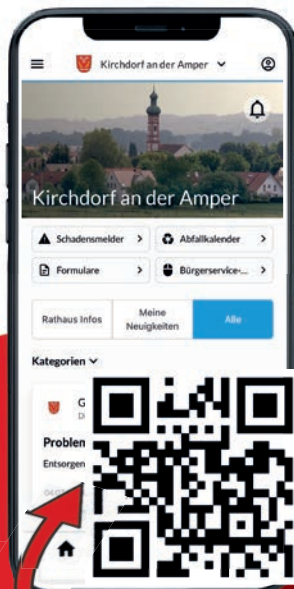 Kirchdorf an der Amper
Kirchdorf an der Amper
Schadensmelder
Abfallkalender
Formulare
Bürgerservice-...
Rathaus Infos
Meine
Neuigkeiten
Alle
Kategorien
G
D
Problem
Entsorgen